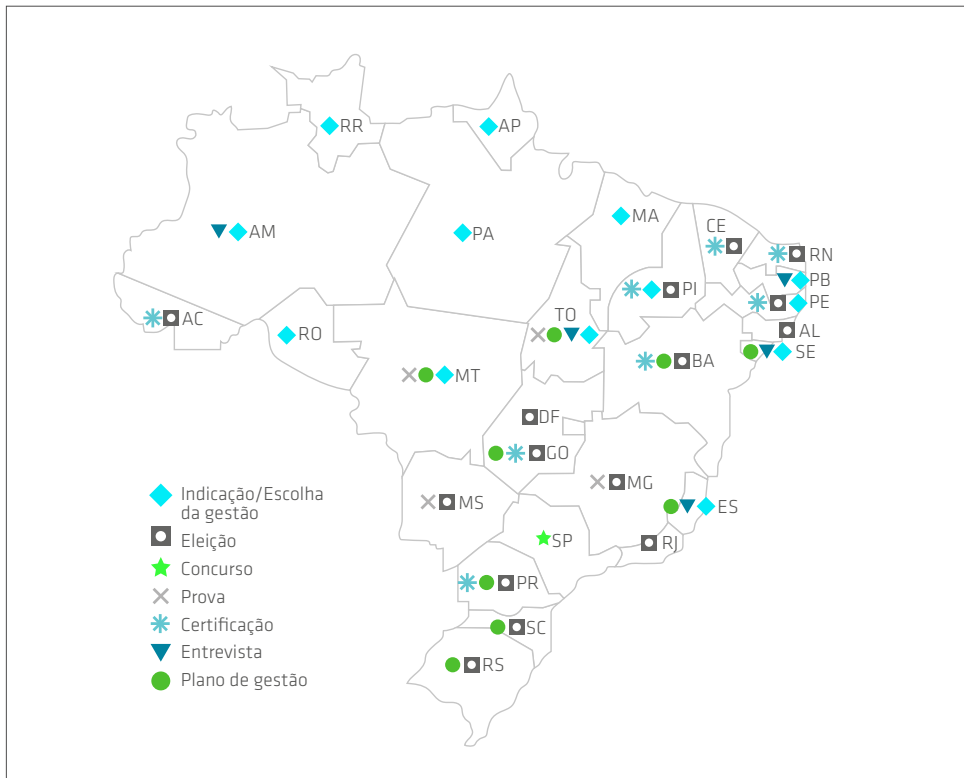 RR
AP
MA
CE
AM
PA
RN
PB
PI
PE
TO
AC
AL
RO
SE
BA
MT
DF
GO
MG
MS
ES
SP
RJ
PR
SC
RS
Indicação/Escolha
da gestão
Eleição
Concurso
Prova
Certificação
Entrevista
Plano de gestão